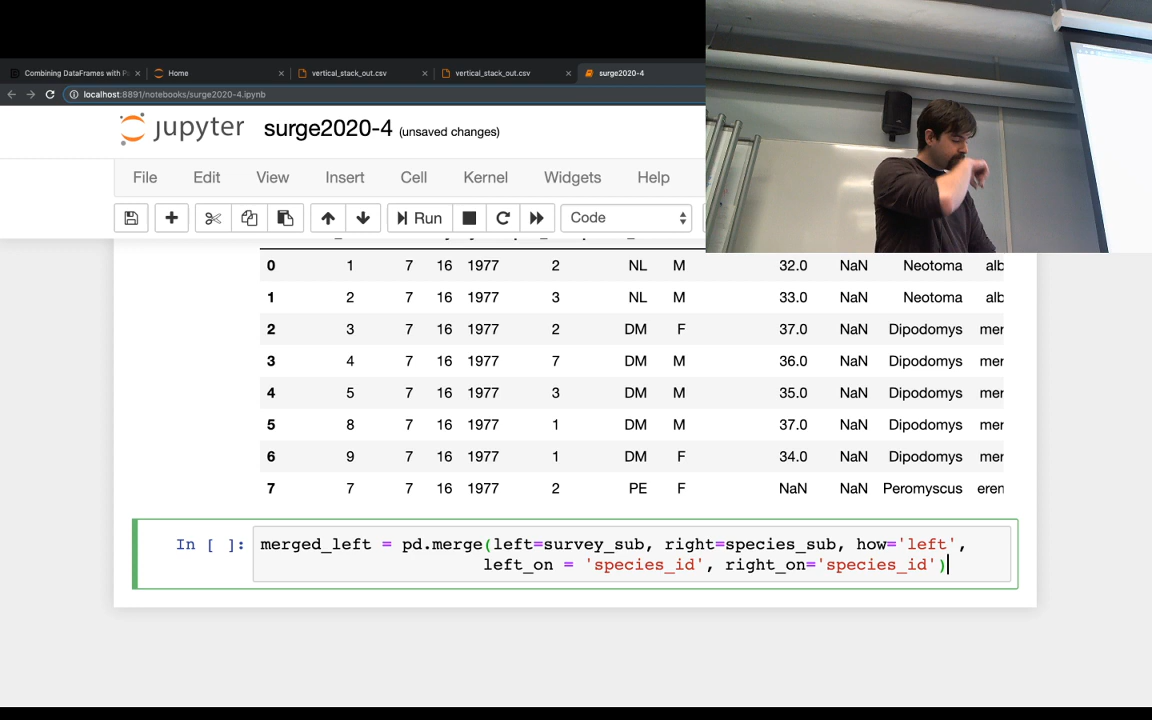 Combining DataFrames with P
Home
vertical_stack_out.csv
vertical_stack_out.csv
surge2020-4
localhost:8891/notebooks/surge2020-4.ipynb
jupyter surge2020-4 (unsaved changes)
File Edit View Insert Cell Kernel Widgets Help
Run Code
0 1 7 16 1977 2 NL M 32.0 NaN Neotoma alb
1 2 7 16 1977 3 NL M 33.0 NaN Neotoma alb
2 3 7 16 1977 2 DM F 37.0 NaN Dipodomys mer
3 4 7 16 1977 7 DM M 36.0 NaN Dipodomys mer
4 5 7 16 1977 3 DM M 35.0 NaN Dipodomys mer
5 8 7 16 1977 1 DM M 37.0 NaN Dipodomys mer
6 9 7 16 1977 1 DM F 34.0 NaN Dipodomys mer
7 7 7 16 1977 2 PE F NaN NaN Peromyscus eren
In [ ]: merged_left = pd.merge(left=survey_sub, right=species_sub, how='left',
left_on = 'species_id', right_on='species_id')